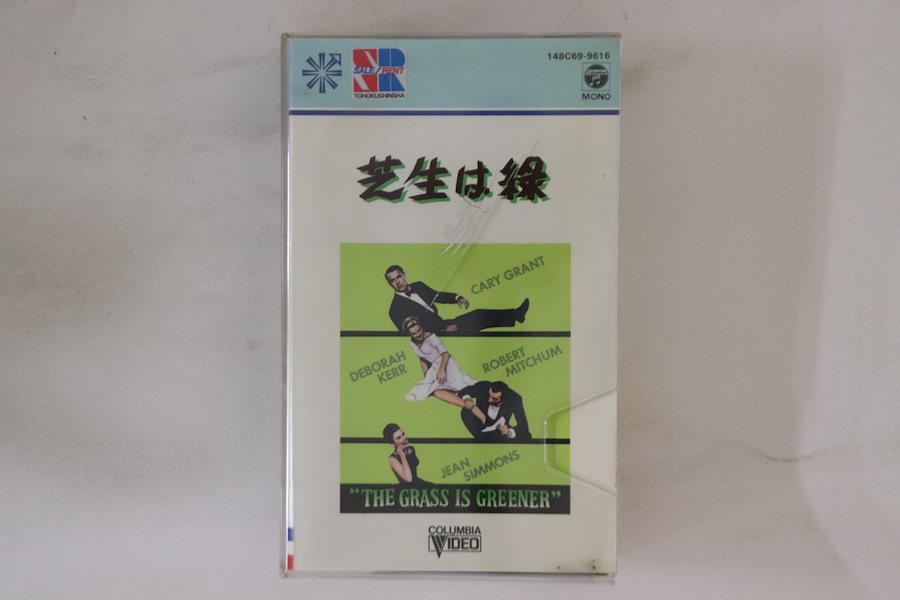 SALE/RENT
TOHOKUSHINSHA
148C69-9616
MONO
芝生は緑
CARY GRANT
DEBORAH
KERR
ROBERT
MITCHUM
JEAN
SIMMONS
"THE GRASS IS GREENER"
COLUMBIA
VIDEO